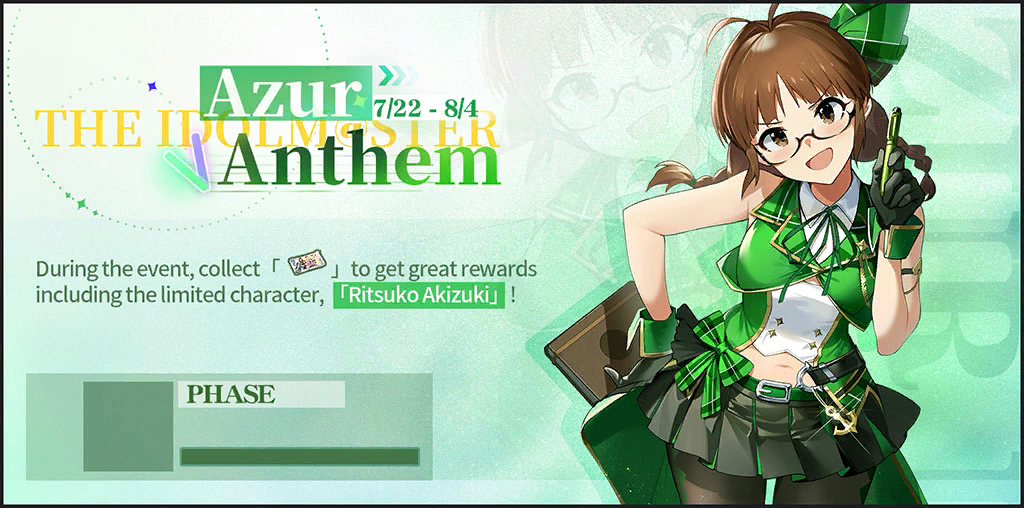 Azur
7/22 - 8/4
THE IDOLM@STER
Anthem
During the event, collect「 」to get great rewards
including the limited character, 「Ritsuko Akizuki」!
PHASE